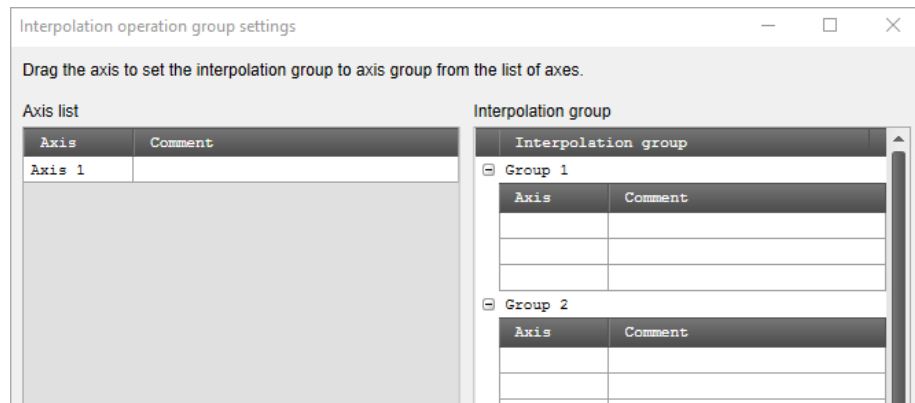 Interpolation operation group settings
Drag the axis to set the interpolation group to axis group from the list of axes.
Axis list
Interpolation group
Axis Comment
Interpolation group
Axis 1
Group 1
Axis Comment
Group 2
Axis Comment